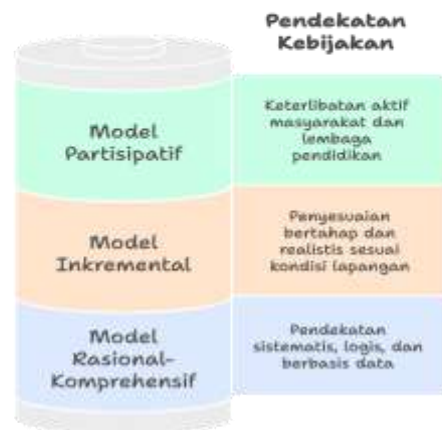 Pendekatan
Kebijakan
Model
Partisipatif
Keterlibatan aktif
masyarakat dan
lembaga
pendidikan
Model
Inkremental
Penyesuaian
bertahap dan
realistis sesuai
kondisi lapangan
Model
Rasional-
Komprehensif
Pendekatan
sistematis, logis, dan
berbasis data